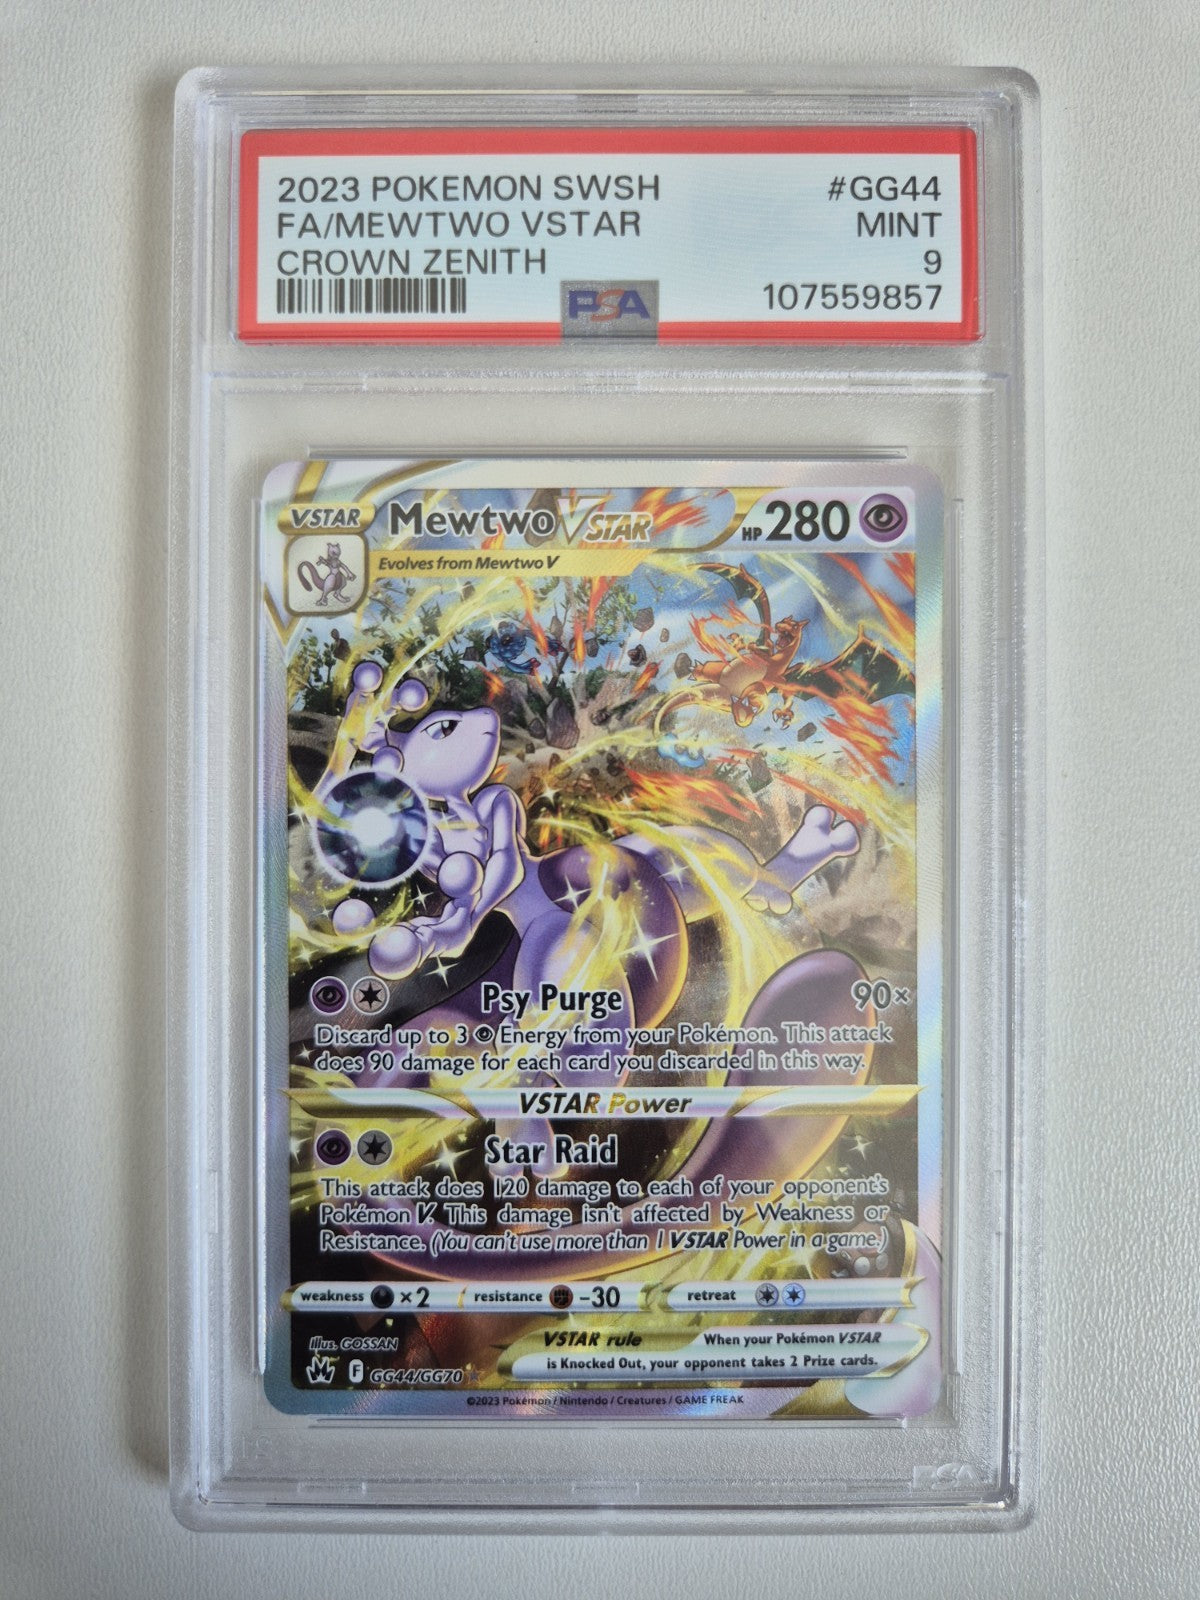 2023 POKEMON SWSH #GG44
FA/MEWTWO VSTAR MINT
CROWN ZENITH 9
PSA 107559857
VSTAR Mewtwo VSTAR HP 280
Evolves from Mewtwo V
Psy Purge 90×
Discard up to 3 Energy from your Pokémon. This attack
does 90 damage for each card you discarded in this way.
VSTAR Power
Star Raid
This attack does 120 damage to each of your opponent's
Pokémon V. This damage isn't affected by Weakness or
Resistance. (You can't use more than 1 VSTAR Power in a game.)
weakness ×2 resistance -30 retreat
Illus. GOSSAN VSTAR rule When your Pokémon VSTAR
is Knocked Out, your opponent takes 2 Prize cards.
F GG44/GG70
©2023 Pokémon / Nintendo / Creatures / GAME FREAK
PSA